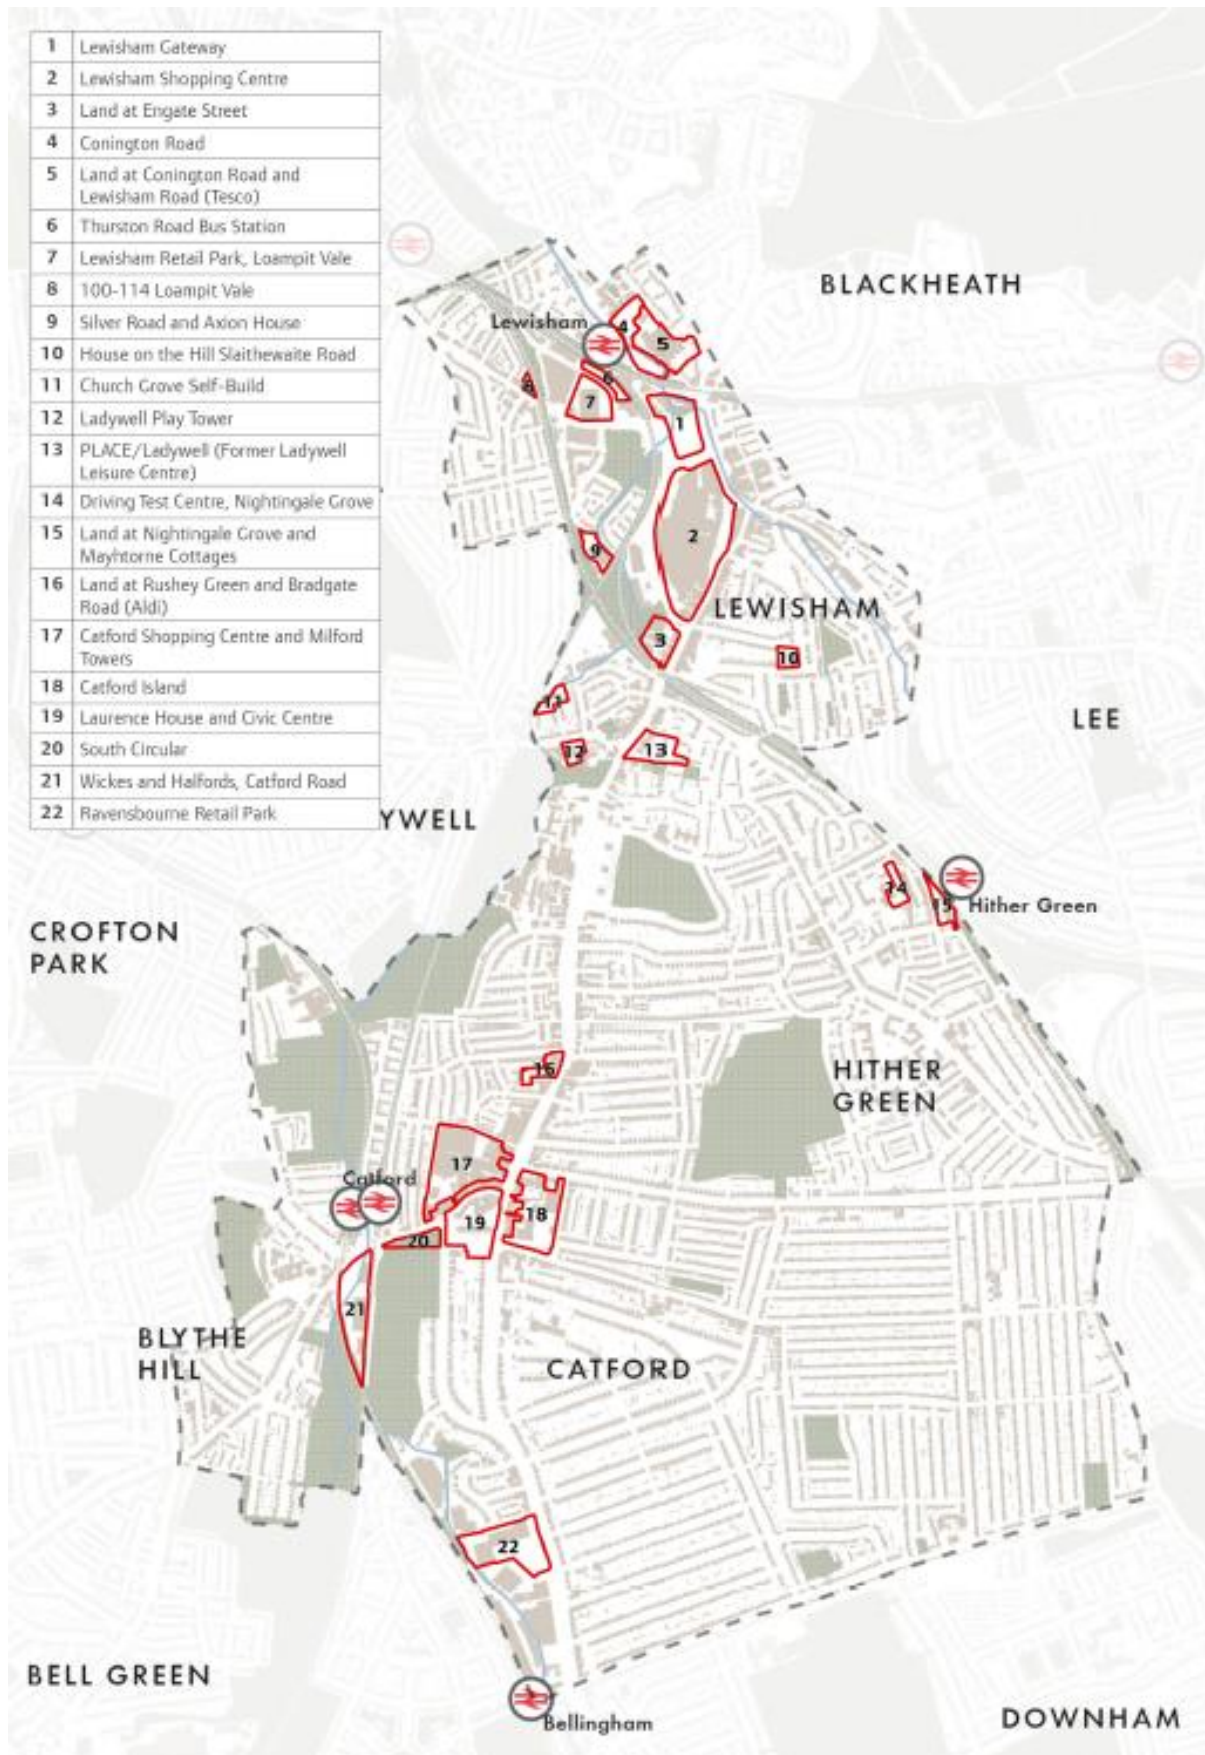 1 Lewisham Gateway
2 Lewisham Shopping Centre
3 Land at Engate Street
4 Conington Road
5 Land at Conington Road and
Lewisham Road (Tesco)
6 Thurston Road Bus Station
7 Lewisham Retail Park, Loampit Vale
8 100-114 Loampit Vale
9 Silver Road and Axion House
10 House on the Hill Slaithewaite Road
11 Church Grove Self-Build
12 Ladywell Play Tower
13 PLACE/Ladywell (Former Ladywell
Leisure Centre)
14 Driving Test Centre, Nightingale Grove
15 Land at Nightingale Grove and
Mayhtorne Cottages
16 Land at Rushey Green and Bradgate
Road (Aldi)
17 Catford Shopping Centre and Milford
Towers
18 Catford Island
19 Laurence House and Civic Centre
20 South Circular
21 Wickes and Halfords, Catford Road
22 Ravensbourne Retail Park
BLACKHEATH
Lewisham
4
5
6
8
7
1
2
9
LEWISHAM
3
10
11
LEE
12
13
YWELL
14
15
Hither Green
CROFTON
PARK
16
HITHER
GREEN
17
Catford
18
19
20
21
BLYTHE
HILL
CATFORD
22
BELL GREEN
Bellingham
DOWNHAM